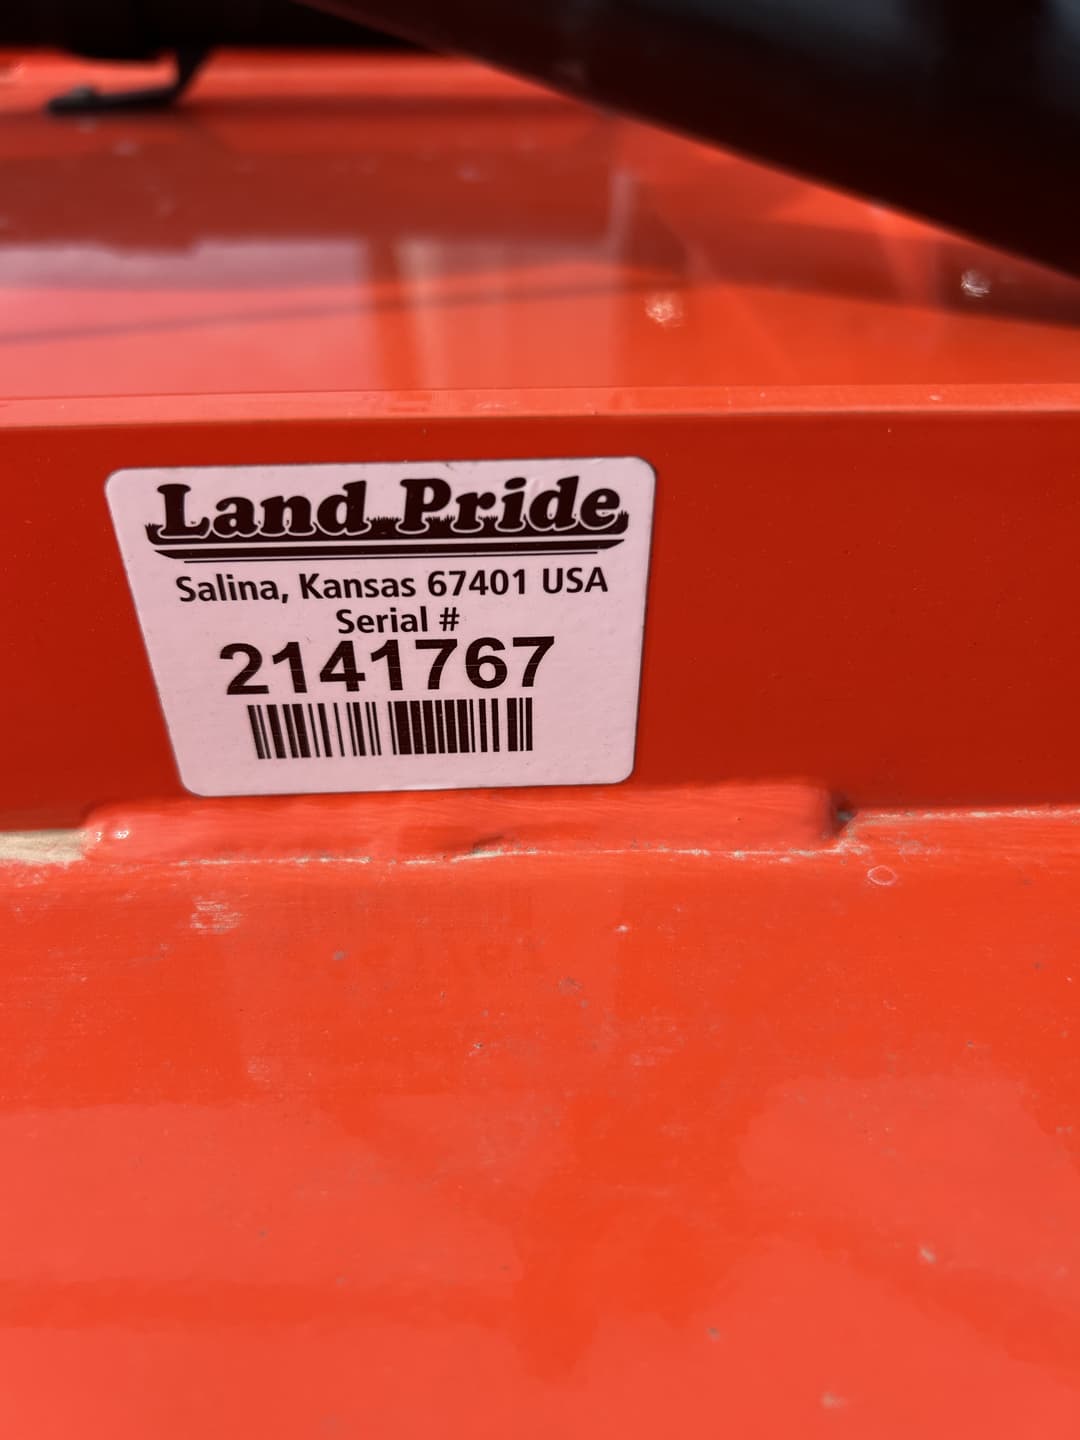 Land Pride
Salina, Kansas 67401 USA
Serial #
2141767